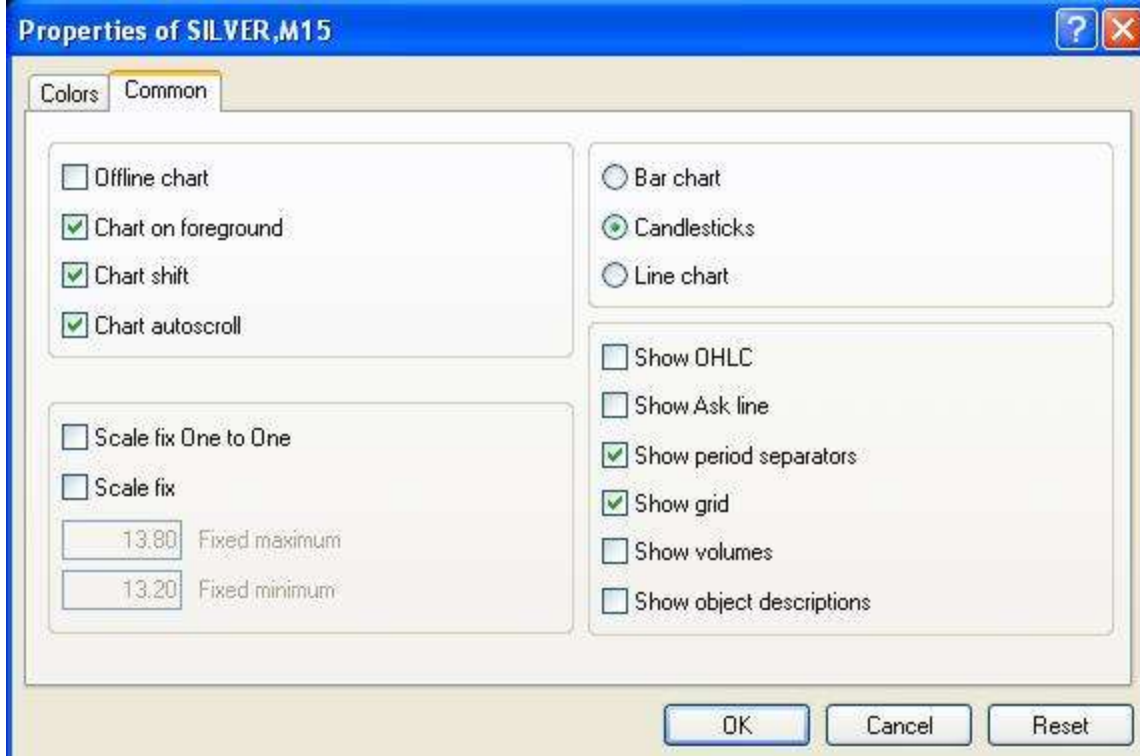 Properties of SILVER,M15
Colors
Common
Offline chart
Chart on foreground
Chart shift
Chart autoscroll
Scale fix One to One
Scale fix
13.80 Fixed maximum
13.20 Fixed minimum
Bar chart
Candlesticks
Line chart
Show OHLC
Show Ask line
Show period separators
Show grid
Show volumes
Show object descriptions
OK
Cancel
Reset